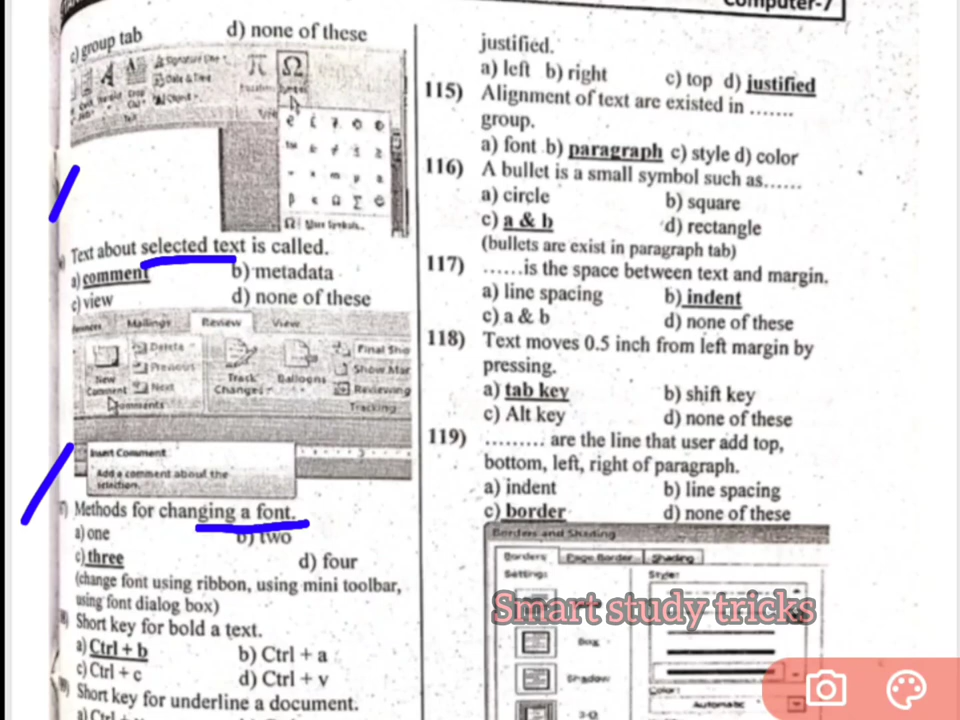 Computer-7
c) group tab d) none of these
Signature Line
Date & Time
Object
Text about selected text is called.
a) comment b) metadata
c) view d) none of these
Mailings Review View
Delete
Previous
Next
New Comment
Comments
Track Changes
Balloons
Final Sho
Show Mar
Reviewing
Tracking
Insert Comment
Add a comment about the
selection.
Methods for changing a font.
a) one b) two
c) three d) four
(change font using ribbon, using mini toolbar,
using font dialog box)
Short key for bold a text.
a) Ctrl + b b) Ctrl + a
c) Ctrl + c d) Ctrl + v
Short key for underline a document.
justified.
a) left b) right c) top d) justified
115) Alignment of text are existed in .......
group.
a) font b) paragraph c) style d) color
116) A bullet is a small symbol such as......
a) circle b) square
c) a & b d) rectangle
(bullets are exist in paragraph tab)
117) ......is the space between text and margin.
a) line spacing b) indent
c) a & b d) none of these
118) Text moves 0.5 inch from left margin by
pressing.
a) tab key b) shift key
c) Alt key d) none of these
119) ......... are the line that user add top,
bottom, left, right of paragraph.
a) indent b) line spacing
c) border d) none of these
Borders and Shading
Borders Page Border Shading
Setting: Style:
Smart study tricks
Box
Shadow
Color:
Automatic
3-D